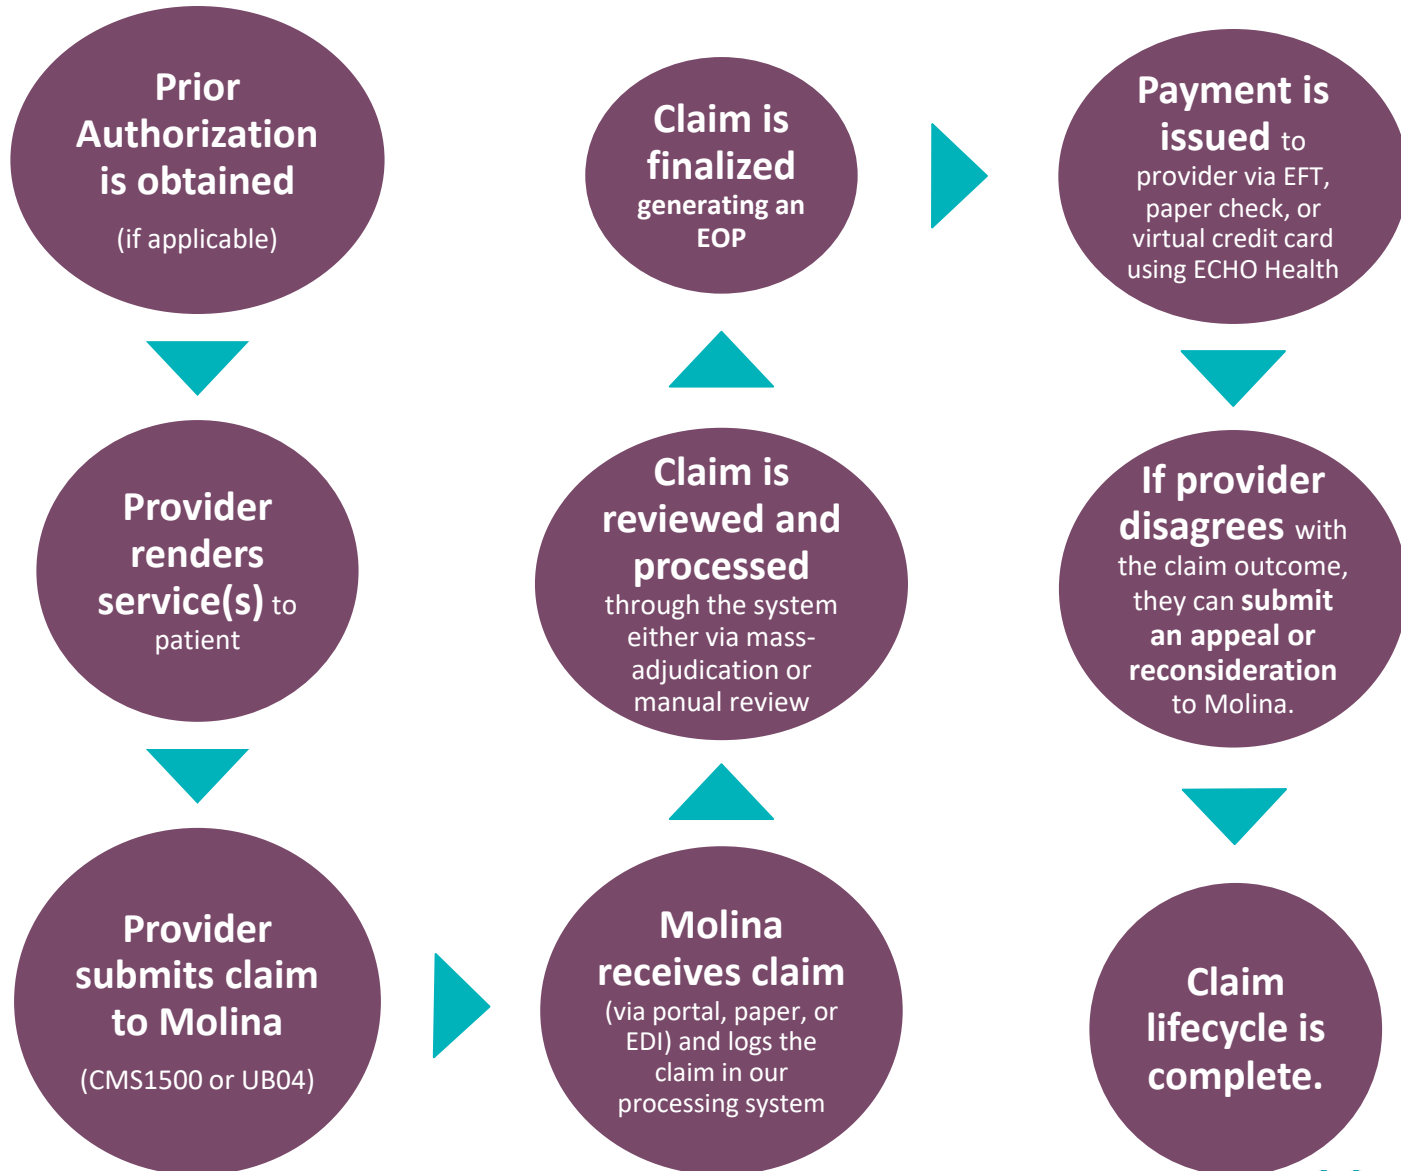 Prior
Authorization
is obtained
(if applicable)
Provider
renders
service(s) to
patient
Provider
submits claim
to Molina
(CMS1500 or UB04)
Molina
receives claim
(via portal, paper, or
EDI) and logs the
claim in our
processing system
Claim is
reviewed and
processed
through the system
either via mass-
adjudication or
manual review
Claim is
finalized
generating an
EOP
Payment is
issued to
provider via EFT,
paper check, or
virtual credit card
using ECHO Health
If provider
disagrees with
the claim outcome,
they can submit
an appeal or
reconsideration
to Molina.
Claim
lifecycle is
complete.